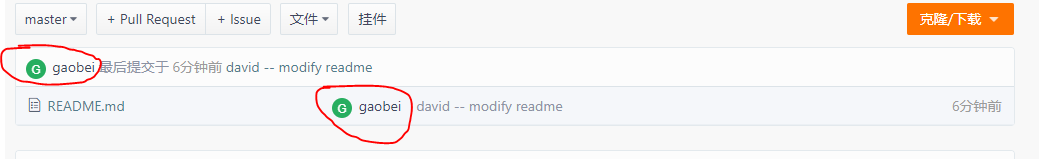 master + Pull Request + Issue 文件 挂件 克隆/下载
G gaobei 最后提交于 6分钟前 david -- modify readme
README.md G gaobei david -- modify readme 6分钟前